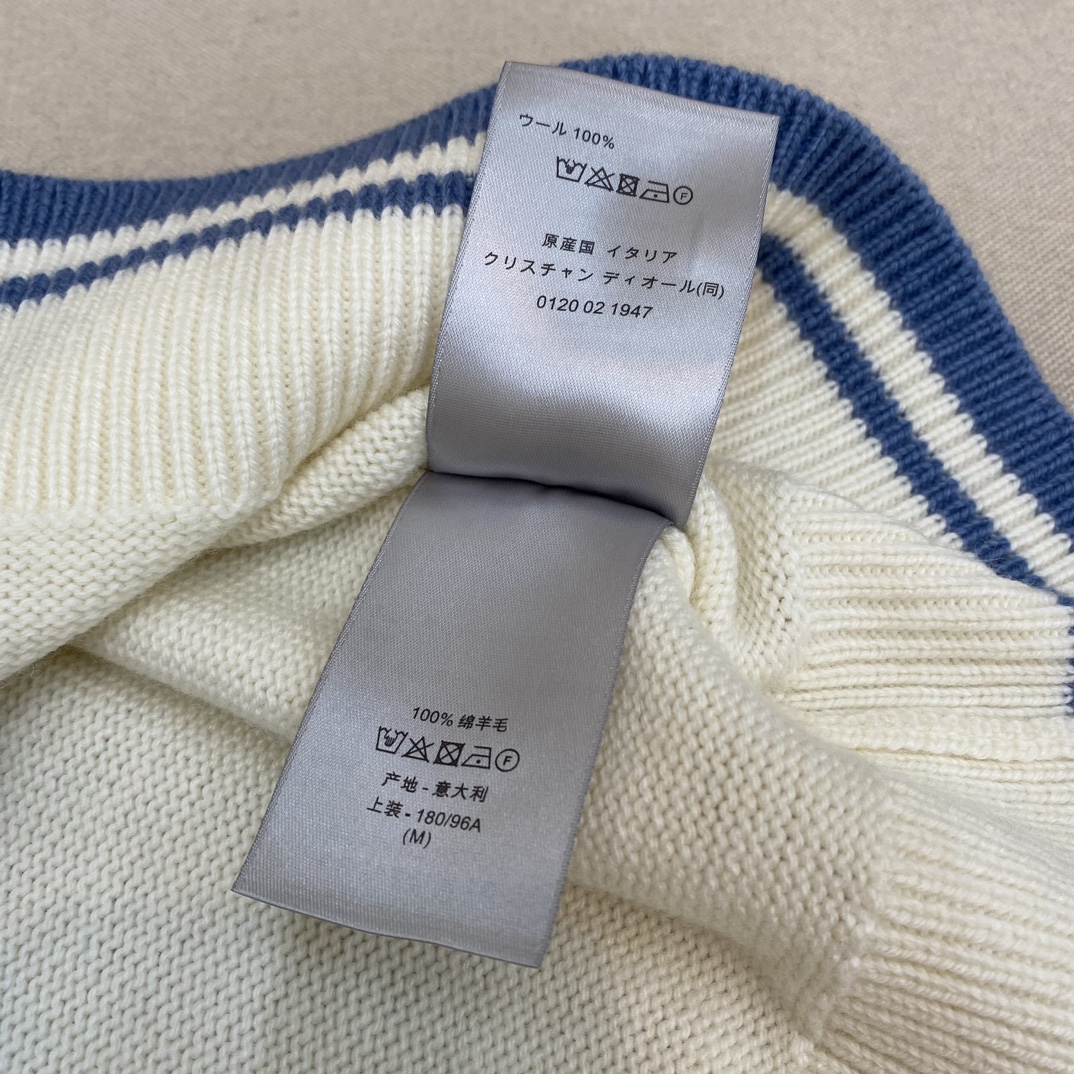 ウール 100%
F
原産国 イタリア
クリスチャン ディオール(同)
0120 02 1947
100% 绵羊毛
F
产地 - 意大利
上装 - 180/96A
(M)